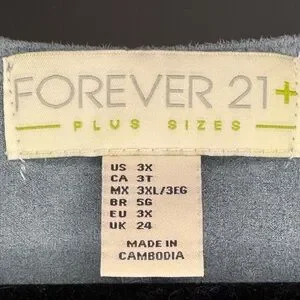 FOREVER 21+
PLUS SIZES
US 3X
CA 3T
MX 3XL/3EG
BR 5G
EU 3X
UK 24
MADE IN
CAMBODIA